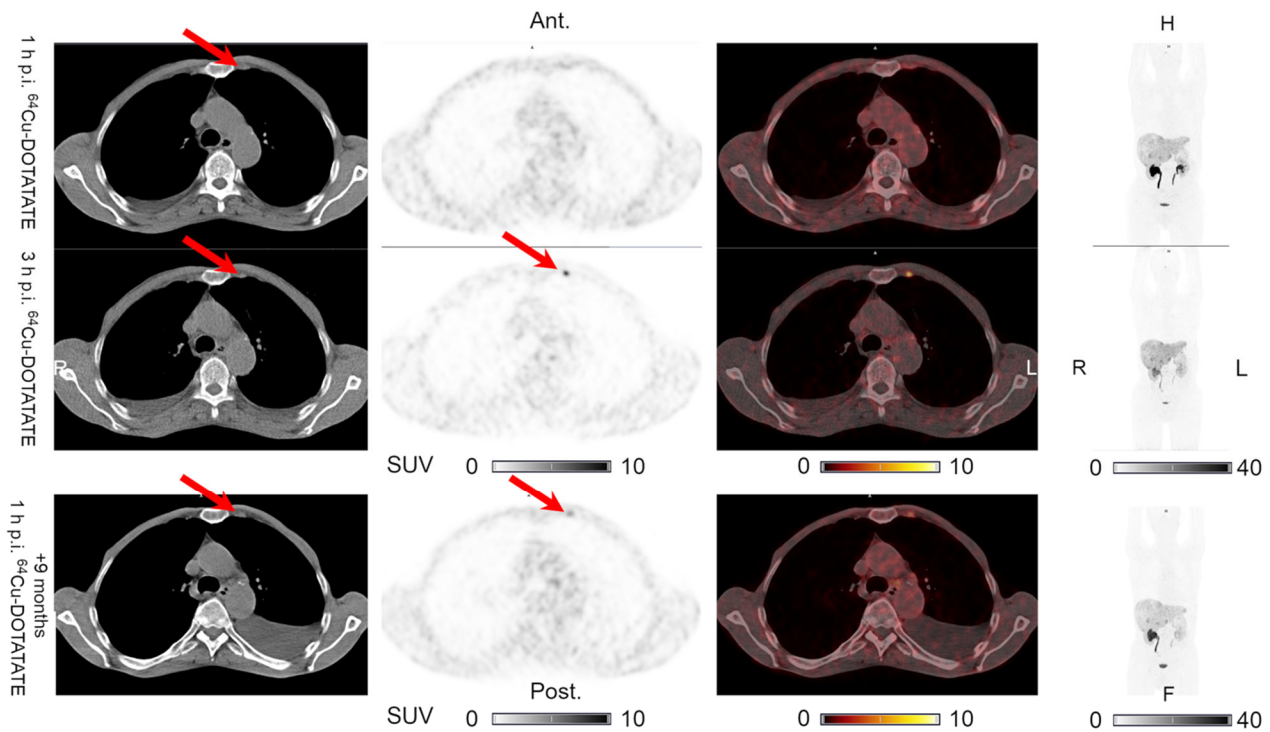 Ant.
H
1 h p.i. ⁶⁴Cu-DOTATATE
3 h p.i. ⁶⁴Cu-DOTATATE
R
L
R
L
SUV 0 10
0 10
0 40
+9 months
1 h p.i. ⁶⁴Cu-DOTATATE
Post.
F
SUV 0 10
0 10
0 40